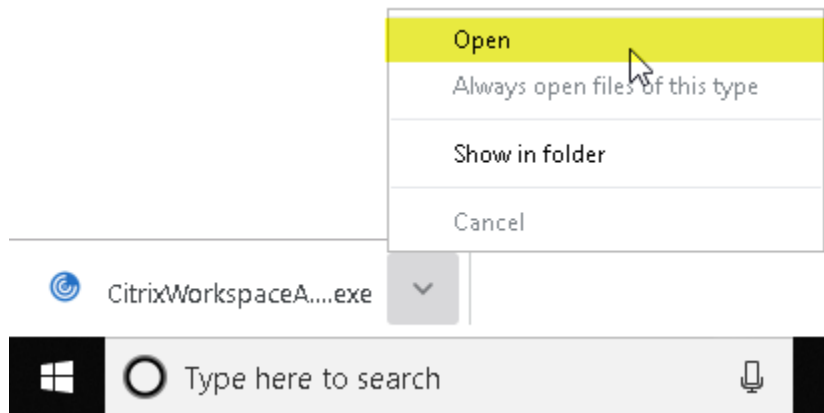 Open
Always open files of this type
Show in folder
Cancel
CitrixWorkspaceA....exe
Type here to search